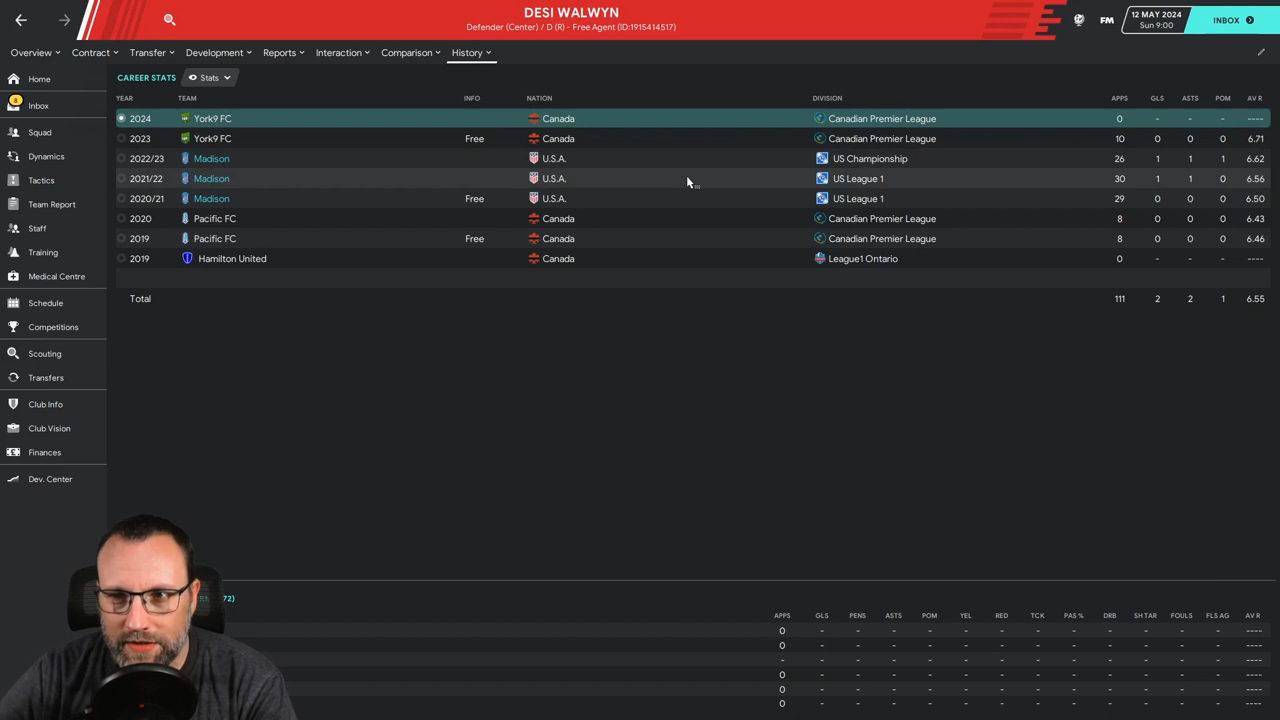 DESI WALWYN
Defender (Center) / D (R) - Free Agent (ID:1915414517)
12 MAY 2024
Sun 9:00
FM
INBOX
Overview Contract Transfer Development Reports Interaction Comparison History
Home
8
Inbox
Squad
Dynamics
Tactics
Team Report
Staff
Training
Medical Centre
Schedule
Competitions
Scouting
Transfers
Club Info
Club Vision
Finances
Dev. Center
CAREER STATS Stats
YEAR TEAM INFO NATION DIVISION APPS GLS ASTS POM AV R
2024 York9 FC Canada Canadian Premier League 0 - - - ----
2023 York9 FC Free Canada Canadian Premier League 10 0 0 0 6.71
2022/23 Madison U.S.A. US Championship 26 1 1 1 6.62
2021/22 Madison U.S.A. US League 1 30 1 1 0 6.56
2020/21 Madison Free U.S.A. US League 1 29 0 0 0 6.50
2020 Pacific FC Canada Canadian Premier League 8 0 0 0 6.43
2019 Pacific FC Free Canada Canadian Premier League 8 0 0 0 6.46
2019 Hamilton United Canada League1 Ontario 0 - - - ----
Total 111 2 2 1 6.55
72)
APPS GLS PENS ASTS POM YEL RED TCK PAS % DRB SH TAR FOULS FLS AG AV R
0 - - - - - - - - - - - - ----
0 - - - - - - - - - - - - ----
- - - - - - - - - - - - - ----
0 - - - - - - - - - - - - ----
0 - - - - - - - - - - - - ----
0 - - - - - - - - - - - - ----